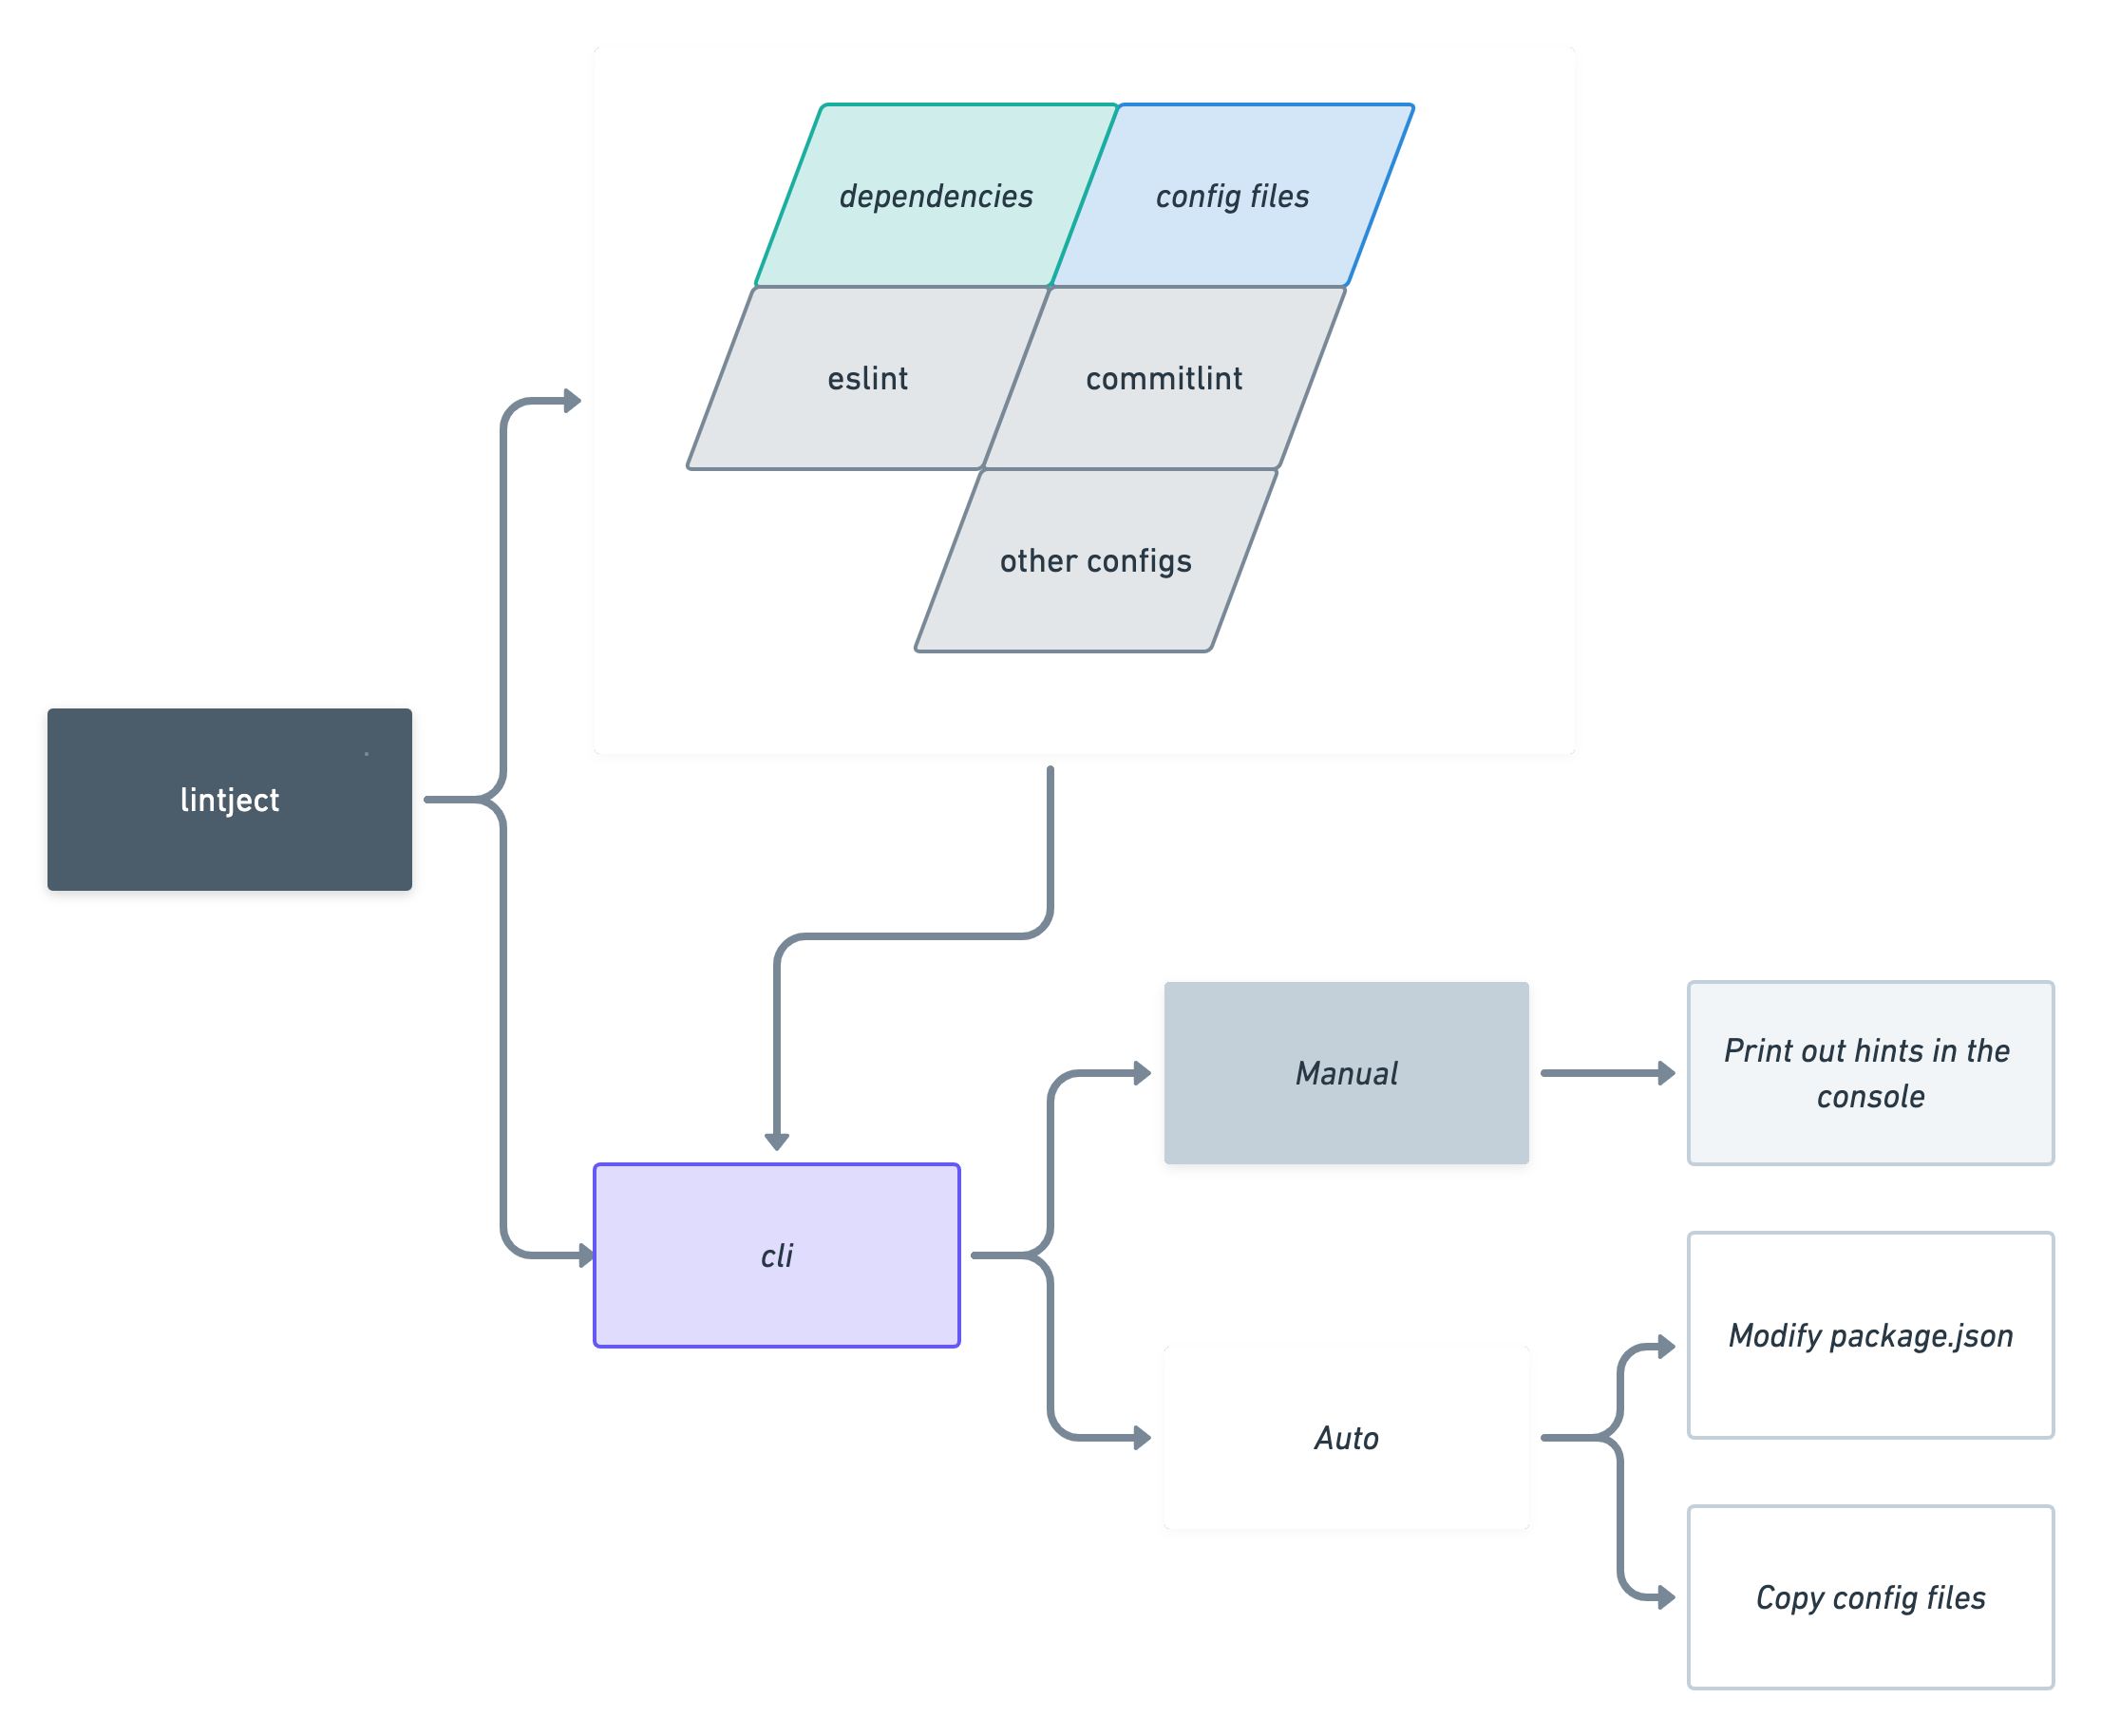 dependencies
config files
eslint
commitlint
other configs
lintject
Manual
Print out hints in the
console
cli
Modify package.json
Auto
Copy config files